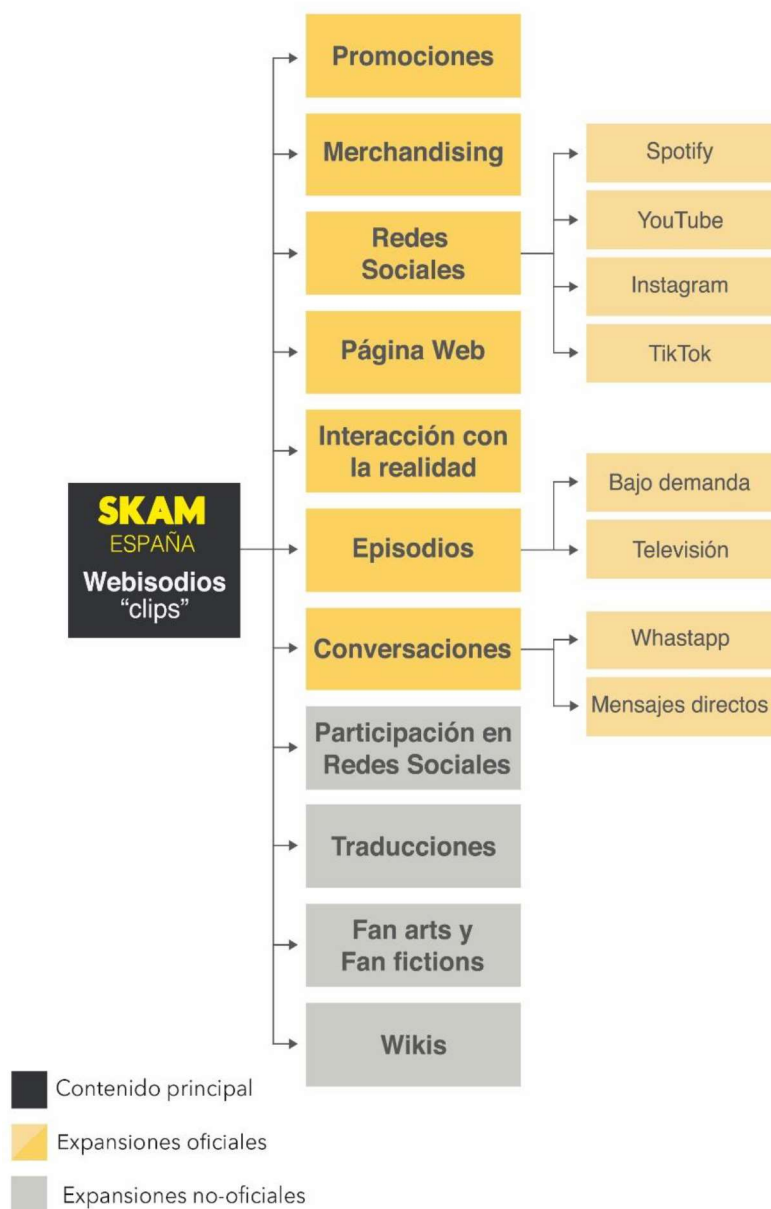 Promociones
Merchandising
Redes
Sociales
Spotify
YouTube
Instagram
TikTok
Página Web
Interacción con
la realidad
SKAM
ESPAÑA
Webisodios
“clips”
Episodios
Bajo demanda
Televisión
Conversaciones
Whastapp
Mensajes directos
Participación en
Redes Sociales
Traducciones
Fan arts y
Fan fictions
Wikis
Contenido principal
Expansiones oficiales
Expansiones no-oficiales